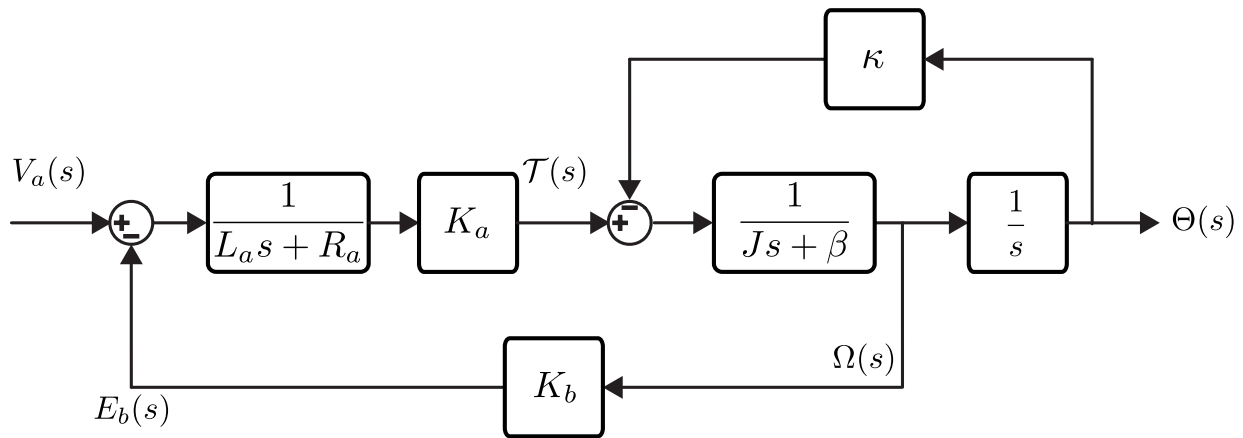 κ
V_a(s)
𝒯(s)
+ −
1 / (L_a s + R_a)
K_a
− +
1 / (Js + β)
1 / s
Θ(s)
Ω(s)
K_b
E_b(s)